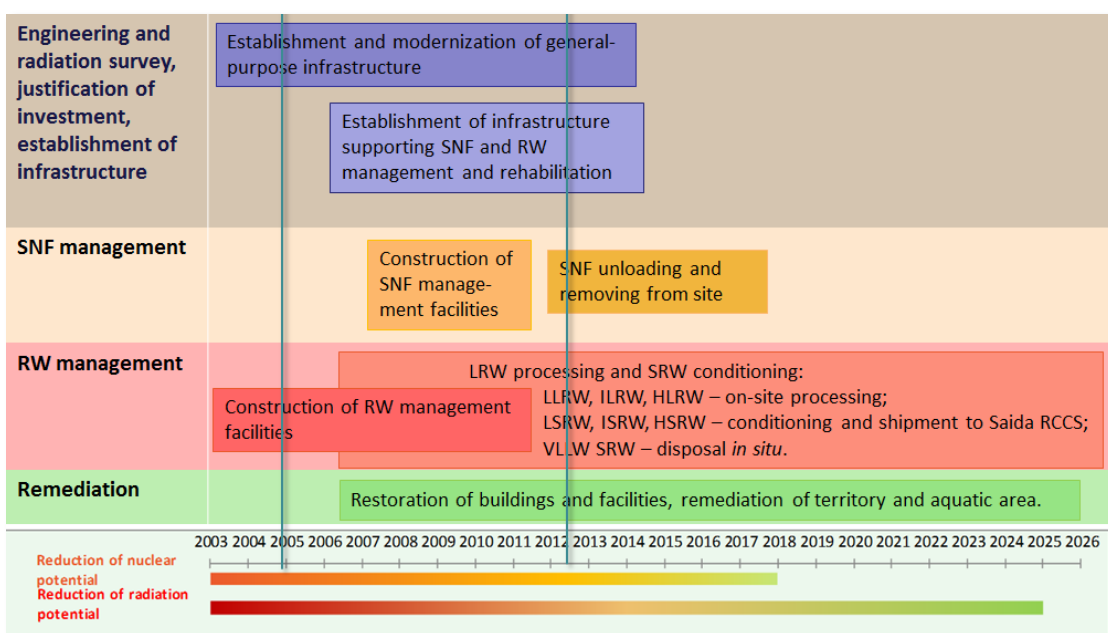 Engineering and
radiation survey,
justification of
investment,
establishment of
infrastructure
Establishment and modernization of general-
purpose infrastructure
Establishment of infrastructure
supporting SNF and RW
management and rehabilitation
SNF management
Construction of
SNF manage-
ment facilities
SNF unloading and
removing from site
RW management
LRW processing and SRW conditioning:
LLRW, ILRW, HLRW – on-site processing;
LSRW, ISRW, HSRW – conditioning and shipment to Saida RCCS;
VLLW SRW – disposal in situ.
Construction of RW management
facilities
Remediation
Restoration of buildings and facilities, remediation of territory and aquatic area.
2003 2004 2005 2006 2007 2008 2009 2010 2011 2012 2013 2014 2015 2016 2017 2018 2019 2020 2021 2022 2023 2024 2025 2026
Reduction of nuclear
potential
Reduction of radiation
potential